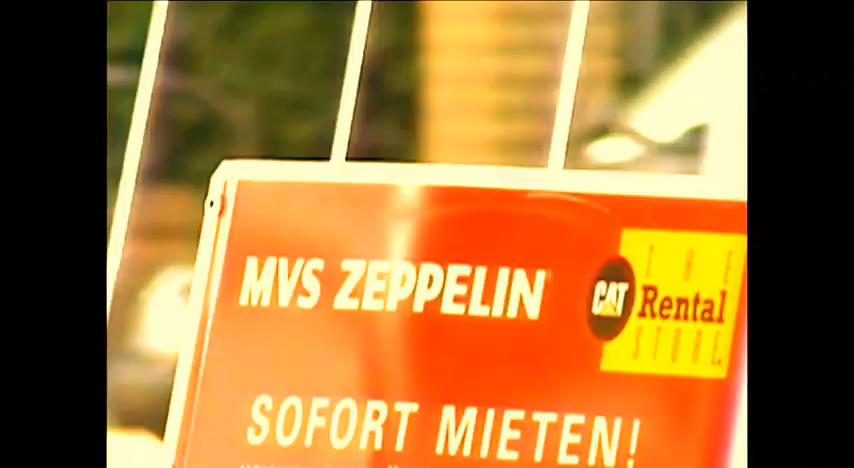 MVS ZEPPELIN
THE
CAT Rental
STORE.
SOFORT MIETEN!